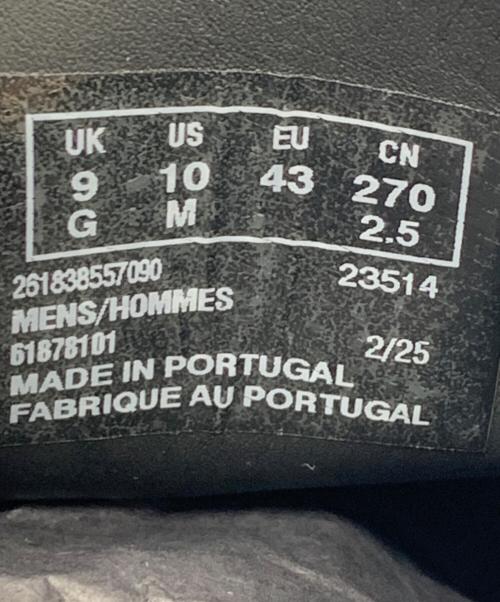 UK US EU CN
9 10 43 270
G M 2.5
261838557090 23514
MENS/HOMMES
61878101 2/25
MADE IN PORTUGAL
FABRIQUE AU PORTUGAL